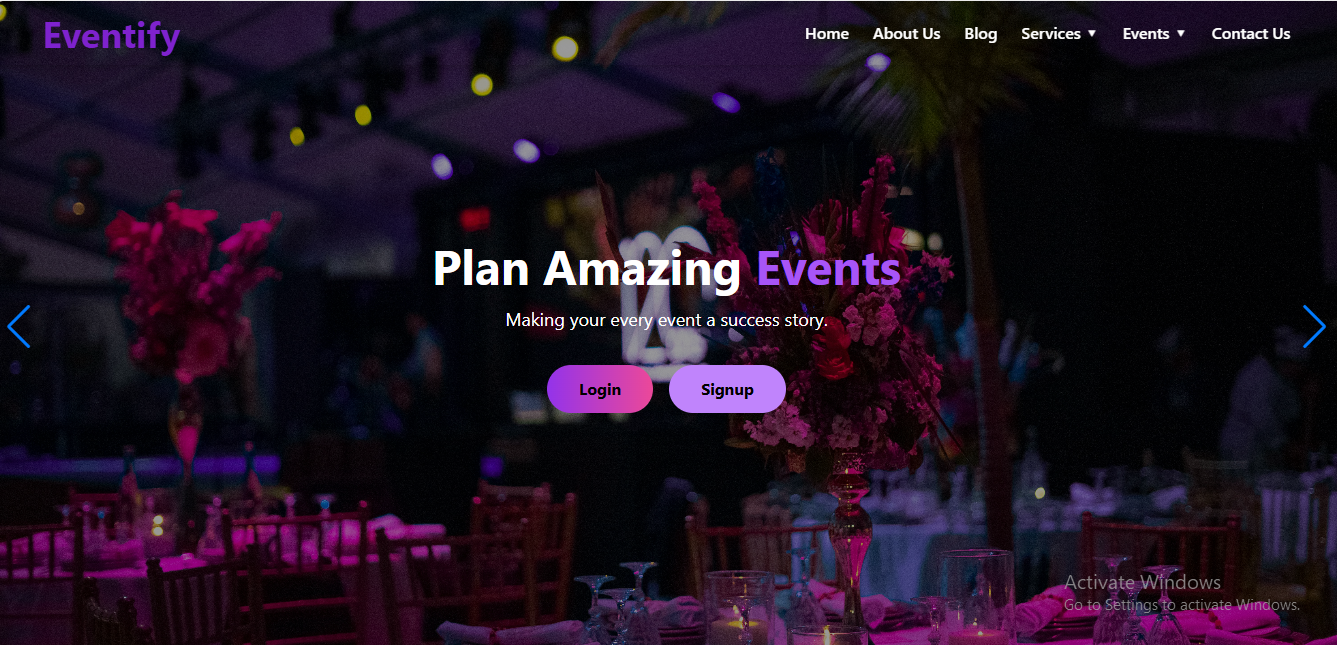 Eventify
Home About Us Blog Services ▼ Events ▼ Contact Us
Plan Amazing Events
Making your every event a success story.
Login Signup
Activate Windows
Go to Settings to activate Windows.